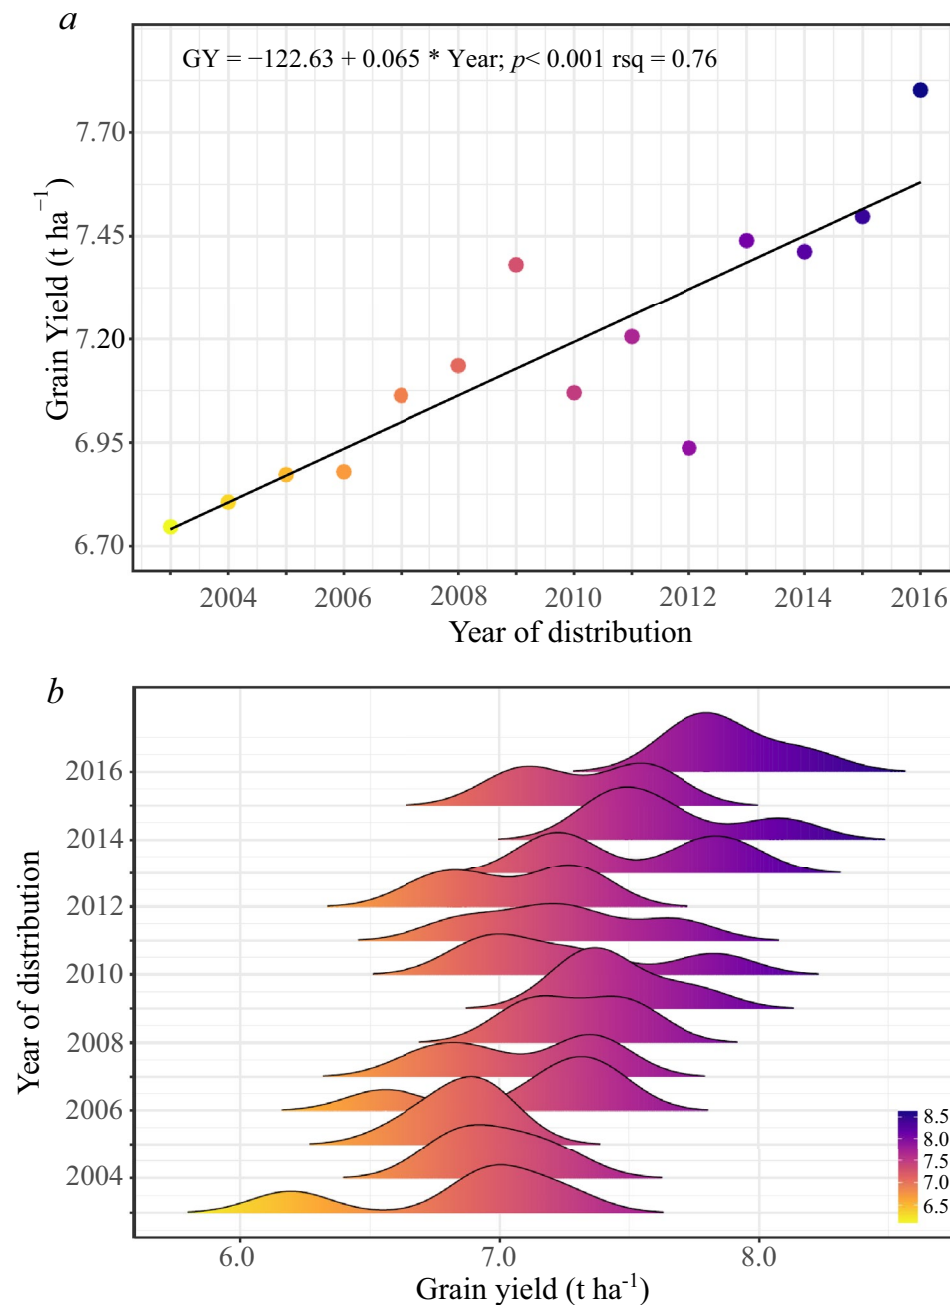 a
GY = −122.63 + 0.065 * Year; p< 0.001 rsq = 0.76
7.70
7.45
7.20
6.95
6.70
Grain Yield (t ha−1)
2004 2006 2008 2010 2012 2014 2016
Year of distribution
b
2016
2014
2012
2010
2008
2006
2004
Year of distribution
8.5
8.0
7.5
7.0
6.5
6.0 7.0 8.0
Grain yield (t ha-1)